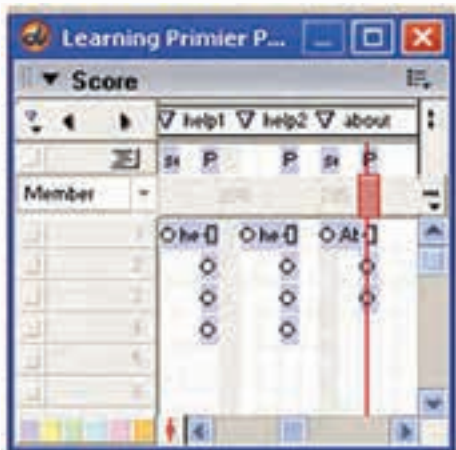 Learning Primier P...
Score
help1 help2 about
P P P
Member
he he Ab